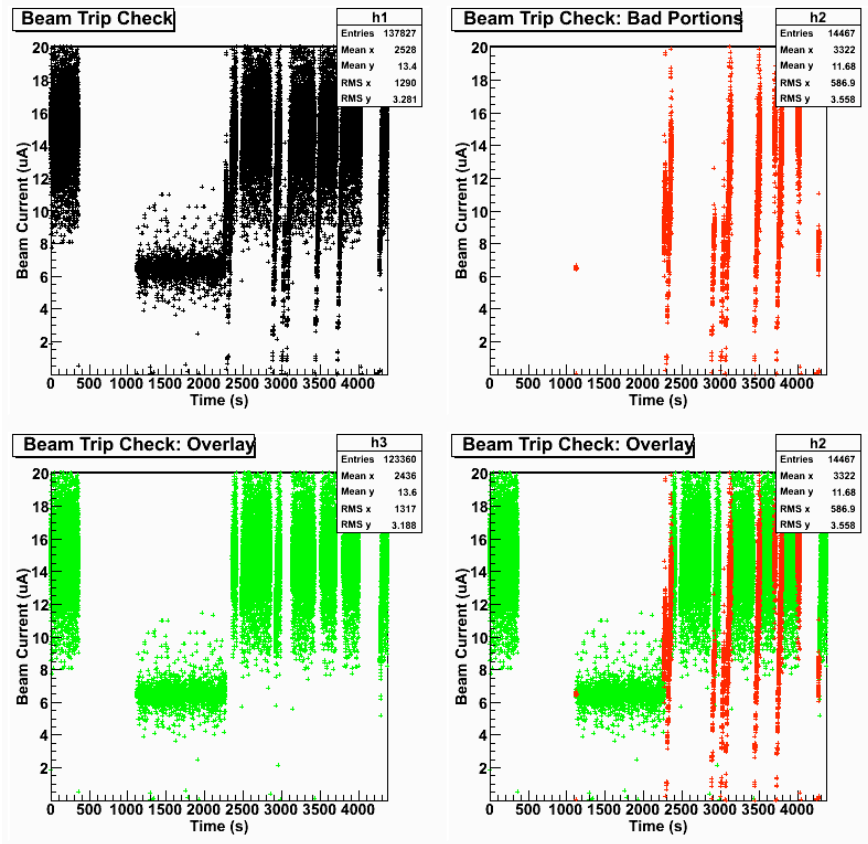 Beam Trip Check
h1
Entries 137827
Mean x 2528
Mean y 13.4
RMS x 1290
RMS y 3.281
Beam Current (uA)
20
18
16
14
12
10
8
6
4
2
0 500 1000 1500 2000 2500 3000 3500 4000
Time (s)
Beam Trip Check: Bad Portions
h2
Entries 14467
Mean x 3322
Mean y 11.68
RMS x 586.9
RMS y 3.558
Beam Current (uA)
20
18
16
14
12
10
8
6
4
2
0 500 1000 1500 2000 2500 3000 3500 4000
Time (s)
Beam Trip Check: Overlay
h3
Entries 123360
Mean x 2436
Mean y 13.6
RMS x 1317
RMS y 3.188
Beam Current (uA)
20
18
16
14
12
10
8
6
4
2
0 500 1000 1500 2000 2500 3000 3500 4000
Time (s)
Beam Trip Check: Overlay
h2
Entries 14467
Mean x 3322
Mean y 11.68
RMS x 586.9
RMS y 3.558
Beam Current (uA)
20
18
16
14
12
10
8
6
4
2
0 500 1000 1500 2000 2500 3000 3500 4000
Time (s)